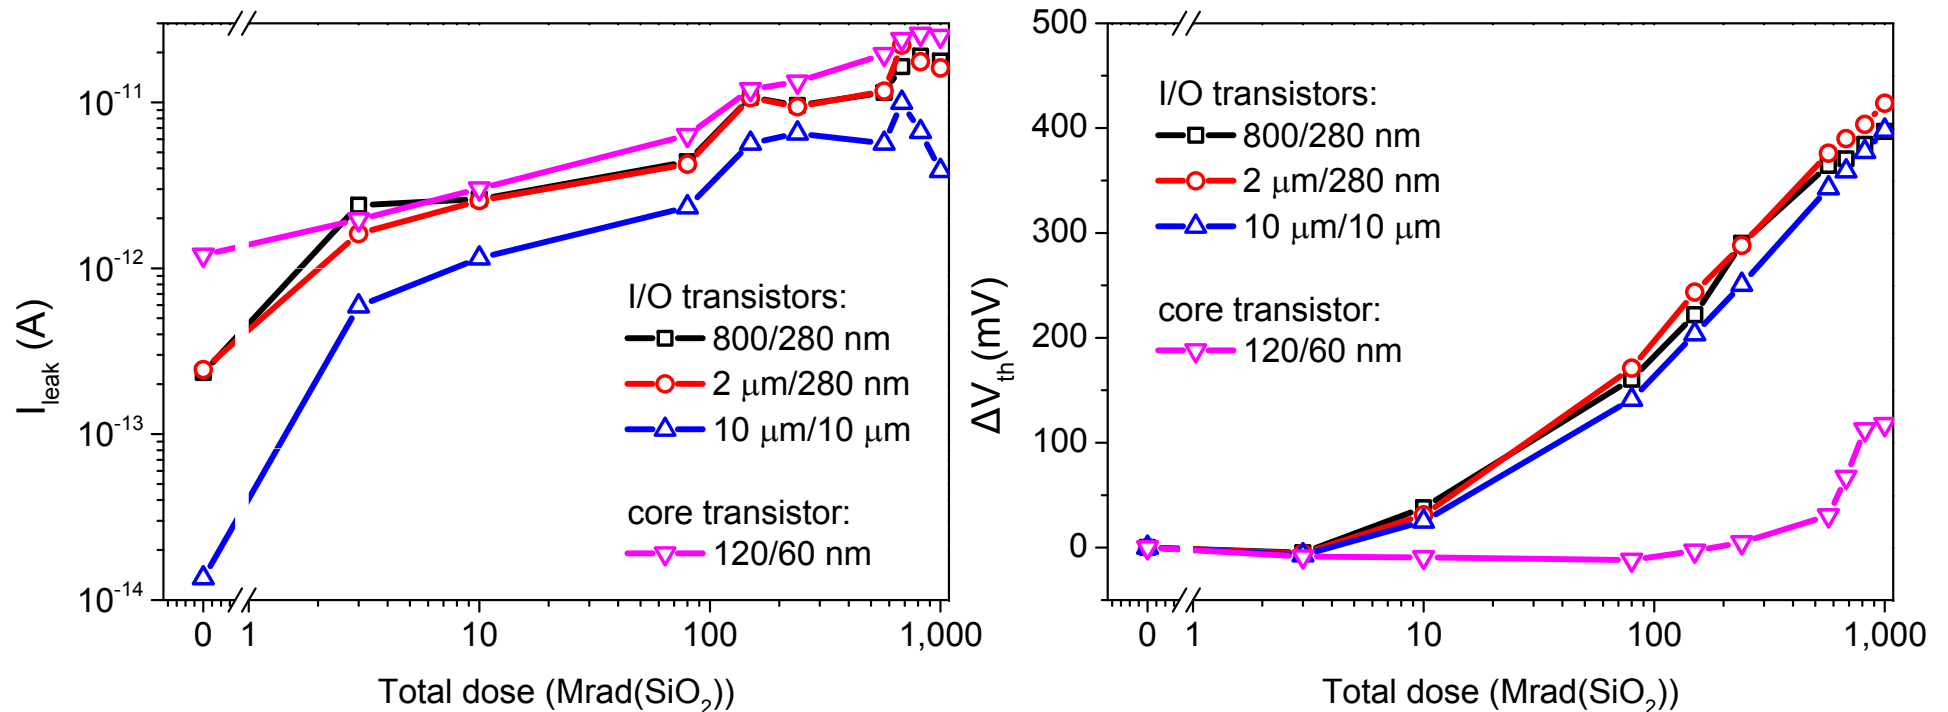 I_leak (A)
10^-11
10^-12
10^-13
10^-14
I/O transistors:
800/280 nm
2 μm/280 nm
10 μm/10 μm
core transistor:
120/60 nm
0 1 10 100 1,000
Total dose (Mrad(SiO₂))
ΔV_th(mV)
500
400
300
200
100
0
I/O transistors:
800/280 nm
2 μm/280 nm
10 μm/10 μm
core transistor:
120/60 nm
0 1 10 100 1,000
Total dose (Mrad(SiO₂))